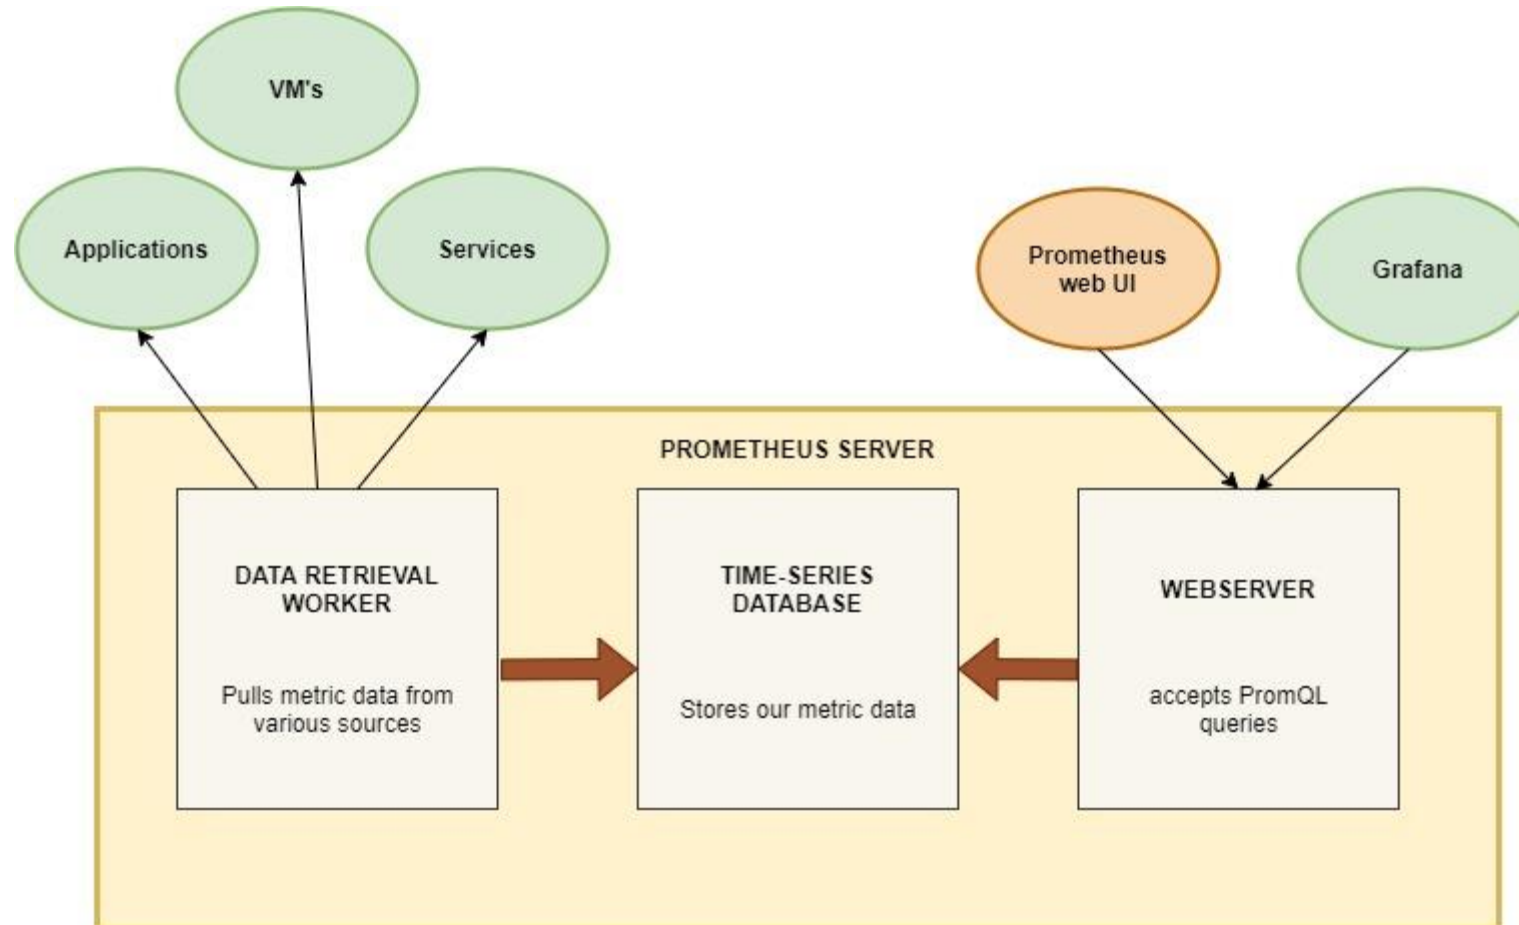 VM's
Applications
Services
Prometheus
web UI
Grafana
PROMETHEUS SERVER
DATA RETRIEVAL
WORKER
Pulls metric data from
various sources
TIME-SERIES
DATABASE
Stores our metric data
WEBSERVER
accepts PromQL
queries